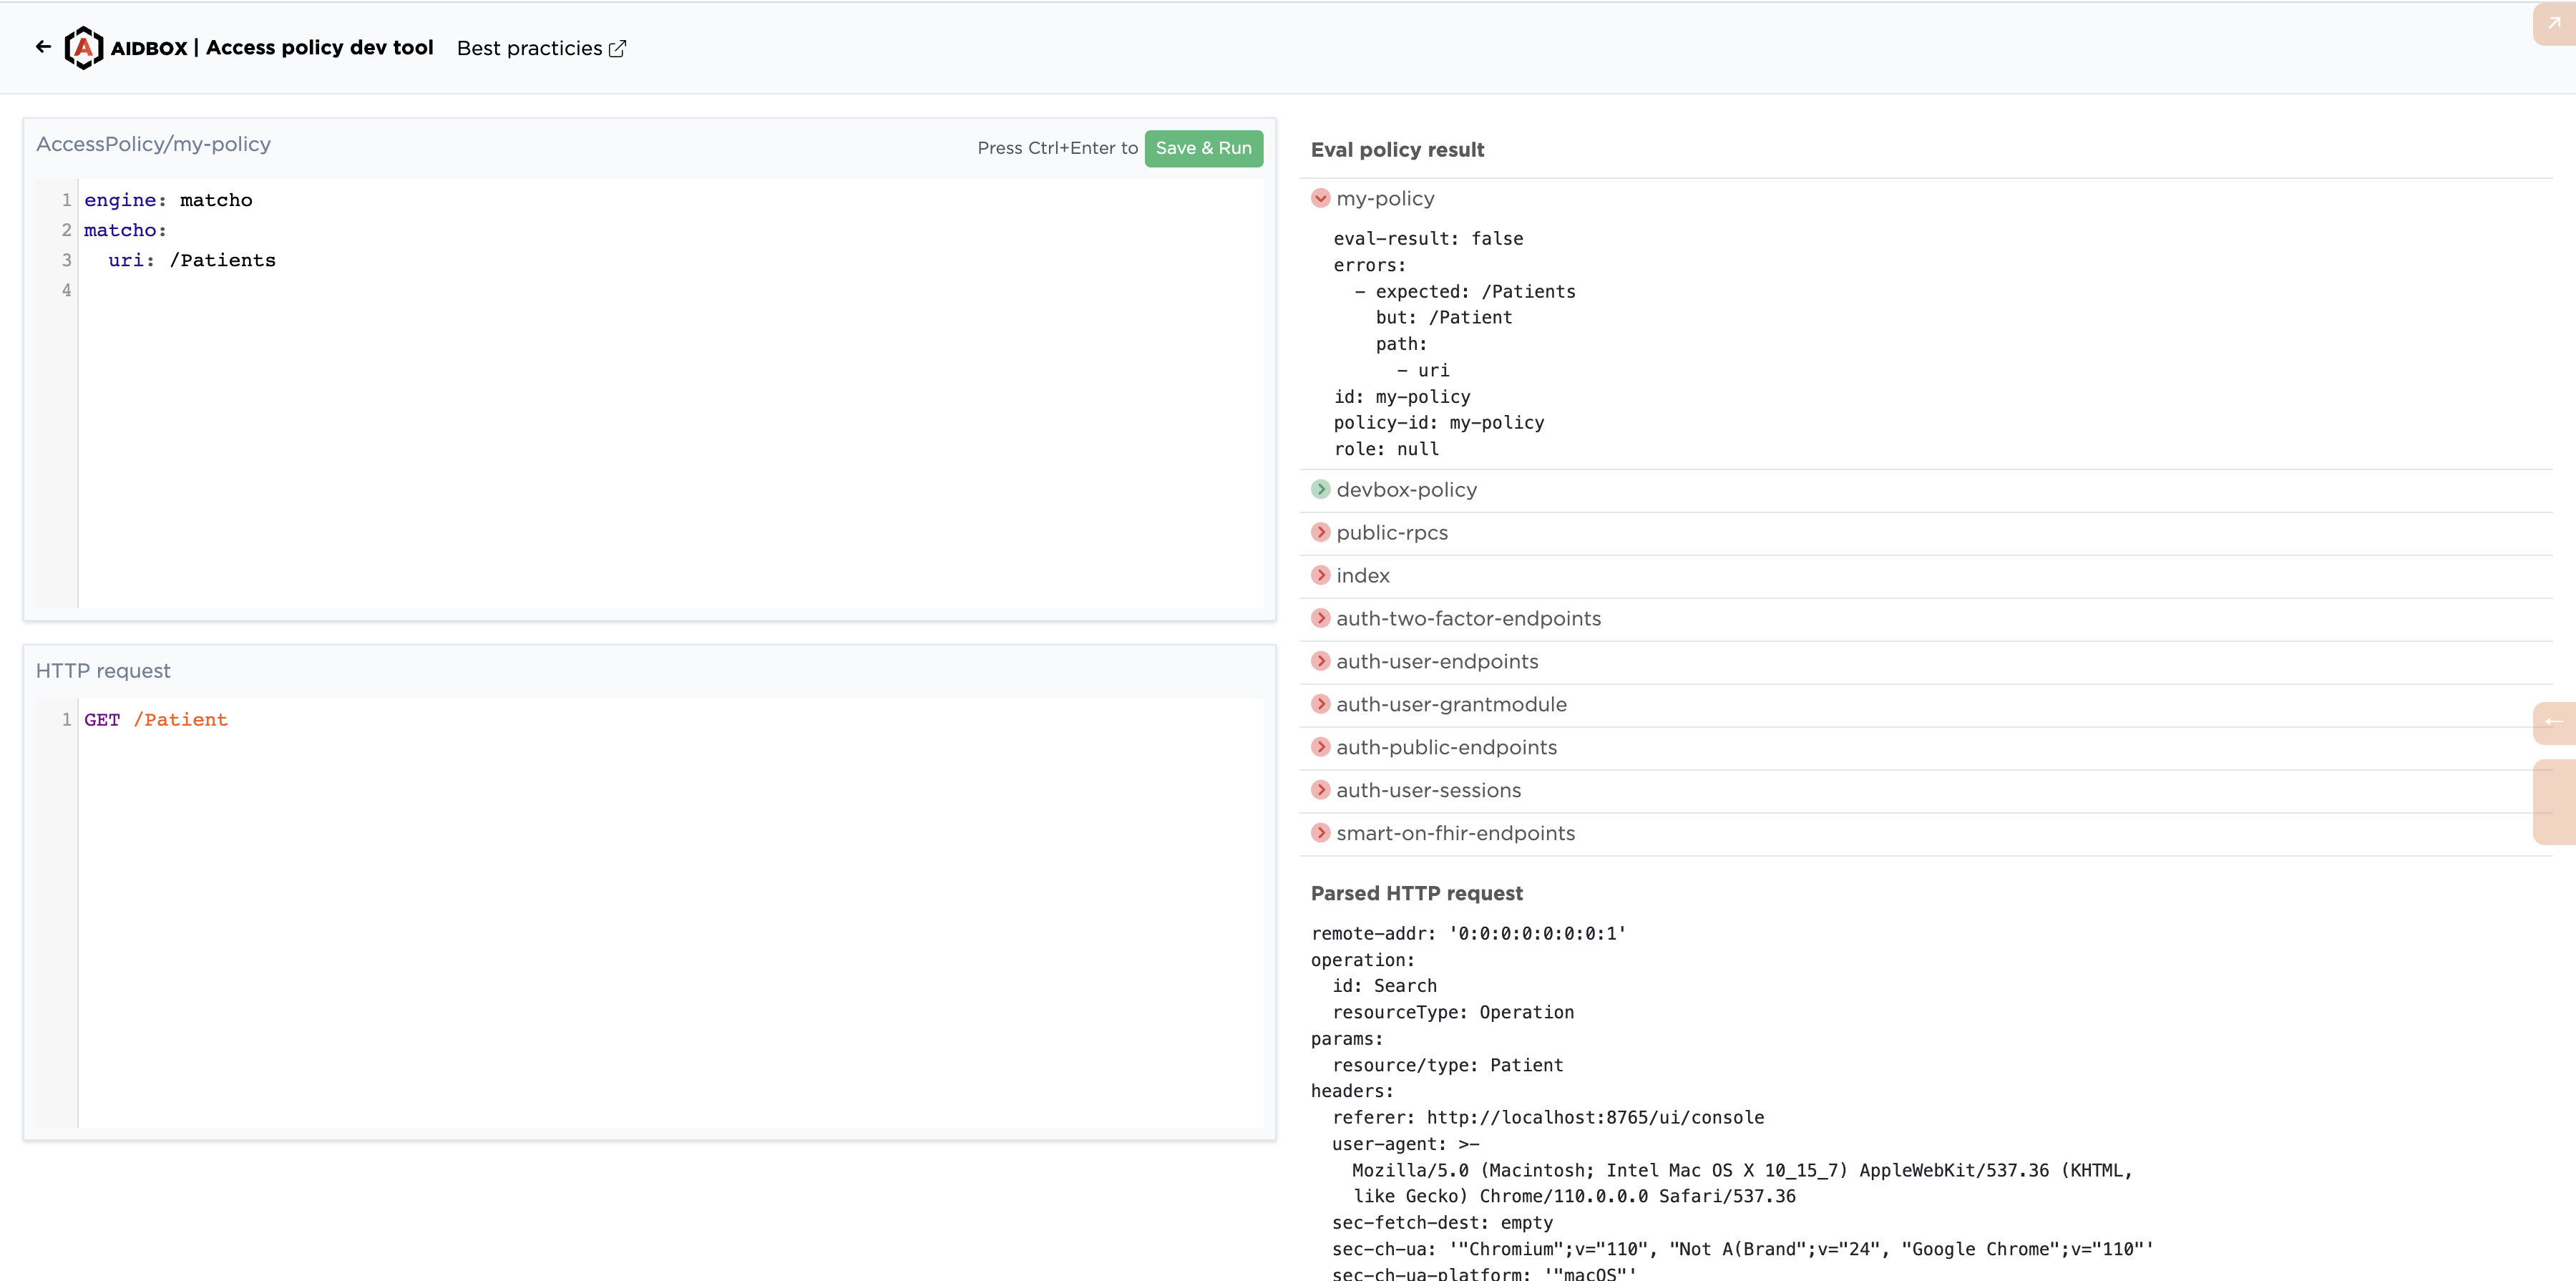 AIDBOX | Access policy dev tool Best practicies
AccessPolicy/my-policy Press Ctrl+Enter to Save & Run
1 engine: matcho
2 matcho:
3 uri: /Patients
4
HTTP request
1 GET /Patient
Eval policy result
my-policy
eval-result: false
errors:
- expected: /Patients
but: /Patient
path:
- uri
id: my-policy
policy-id: my-policy
role: null
devbox-policy
public-rpcs
index
auth-two-factor-endpoints
auth-user-endpoints
auth-user-grantmodule
auth-public-endpoints
auth-user-sessions
smart-on-fhir-endpoints
Parsed HTTP request
remote-addr: '0:0:0:0:0:0:0:1'
operation:
id: Search
resourceType: Operation
params:
resource/type: Patient
headers:
referer: http://localhost:8765/ui/console
user-agent: >-
Mozilla/5.0 (Macintosh; Intel Mac OS X 10_15_7) AppleWebKit/537.36 (KHTML,
like Gecko) Chrome/110.0.0.0 Safari/537.36
sec-fetch-dest: empty
sec-ch-ua: '"Chromium";v="110", "Not A(Brand";v="24", "Google Chrome";v="110"'
sec-ch-ua-platform: '"macOS"'